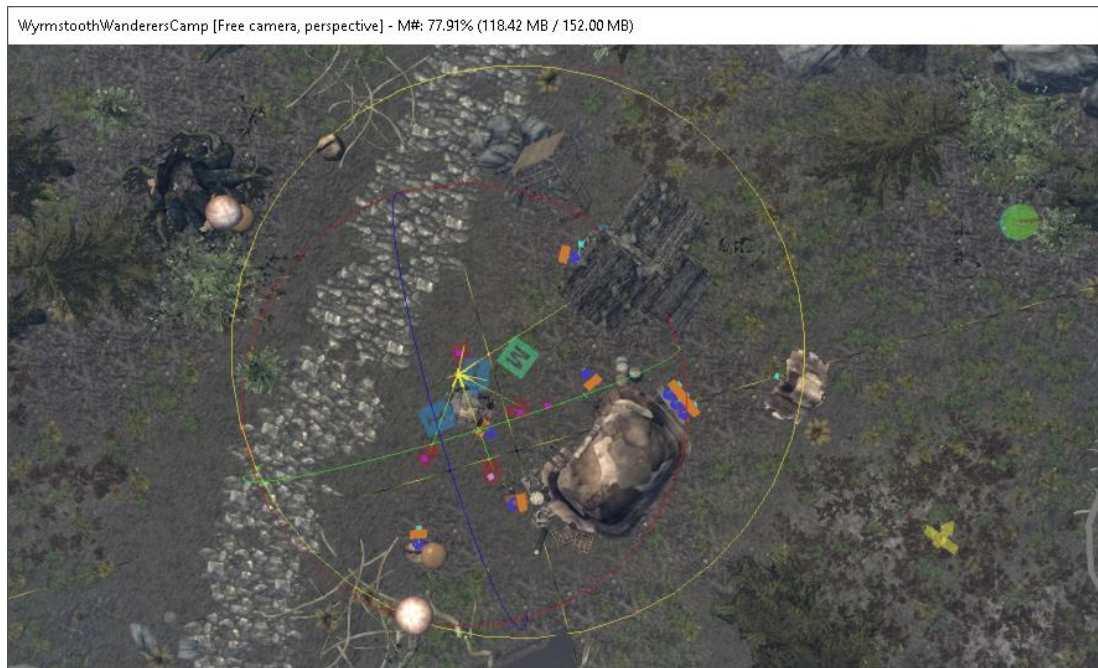 WyrmstoothWanderersCamp [Free camera, perspective] - M#: 77.91% (118.42 MB / 152.00 MB)
M